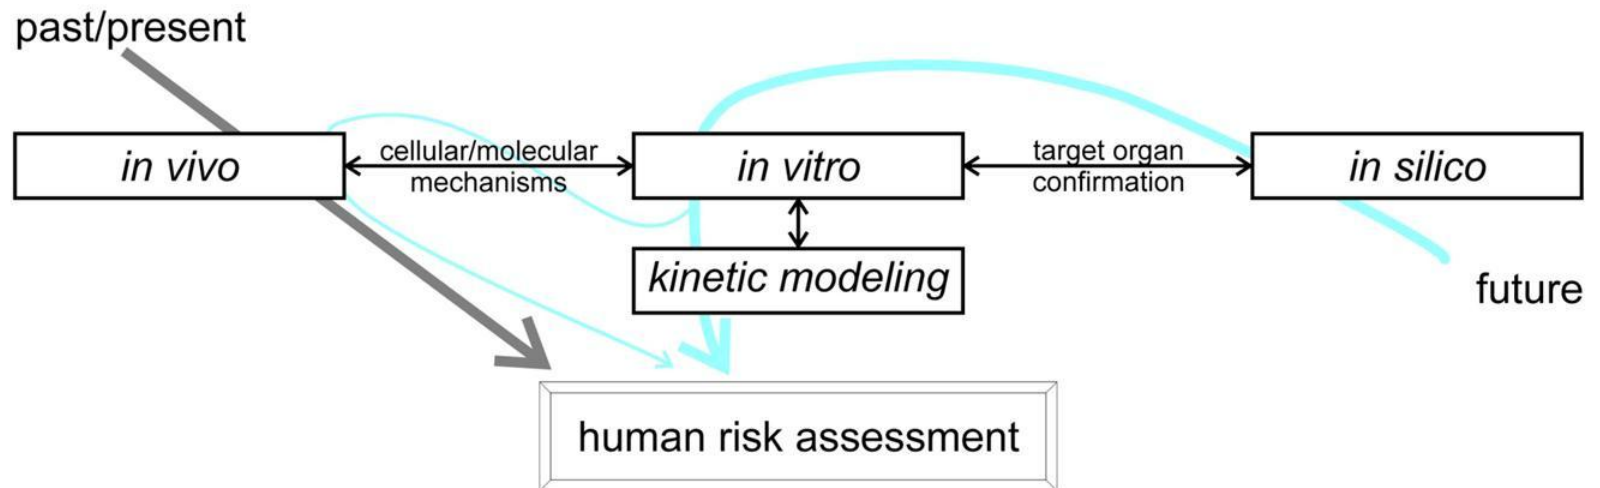 past/present
in vivo
cellular/molecular
mechanisms
in vitro
target organ
confirmation
in silico
kinetic modeling
future
human risk assessment